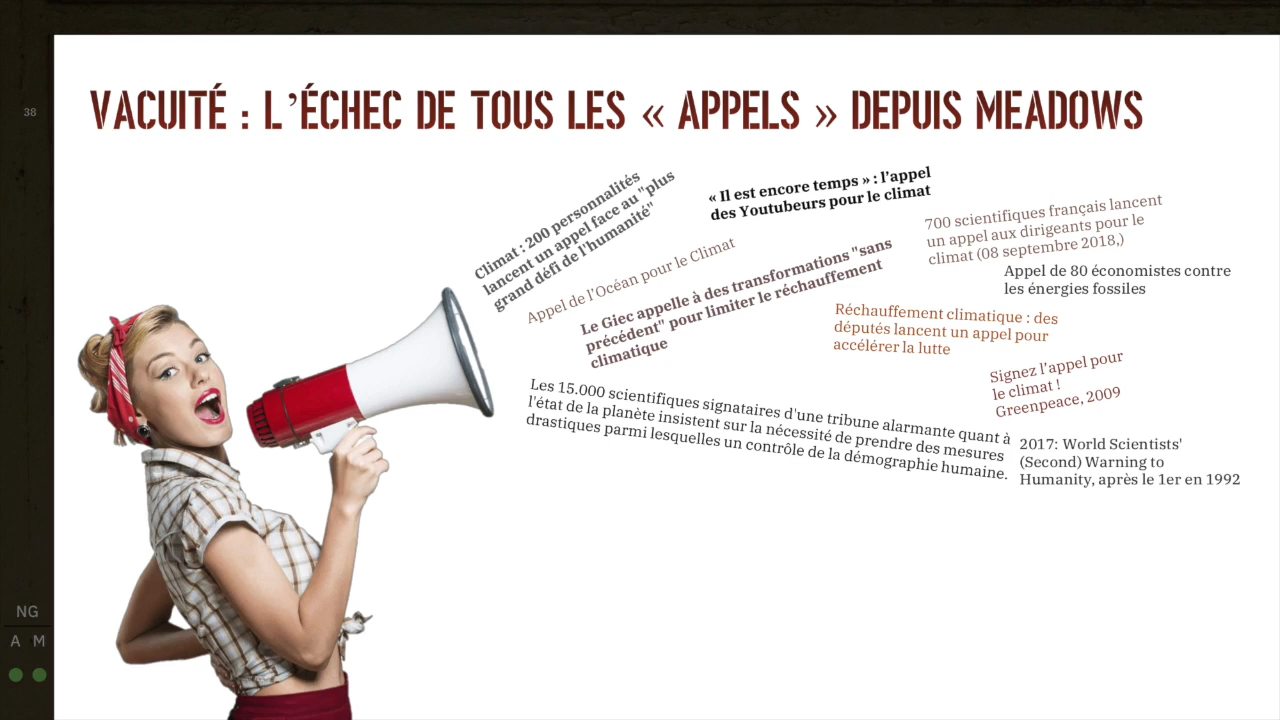 38
VACUITÉ : L'ÉCHEC DE TOUS LES « APPELS » DEPUIS MEADOWS
Climat : 200 personnalités
lancent un appel face au "plus
grand défi de l'humanité"
« Il est encore temps » : l'appel
des Youtubeurs pour le climat
700 scientifiques français lancent
un appel aux dirigeants pour le
climat (08 septembre 2018,)
Appel de l'Océan pour le Climat
Le Giec appelle à des transformations "sans
précédent" pour limiter le réchauffement
climatique
Appel de 80 économistes contre
les énergies fossiles
Réchauffement climatique : des
députés lancent un appel pour
accélérer la lutte
Signez l'appel pour
le climat !
Greenpeace, 2009
Les 15.000 scientifiques signataires d'une tribune alarmante quant à
l'état de la planète insistent sur la nécessité de prendre des mesures
drastiques parmi lesquelles un contrôle de la démographie humaine.
2017: World Scientists'
(Second) Warning to
Humanity, après le 1er en 1992
NG
A M